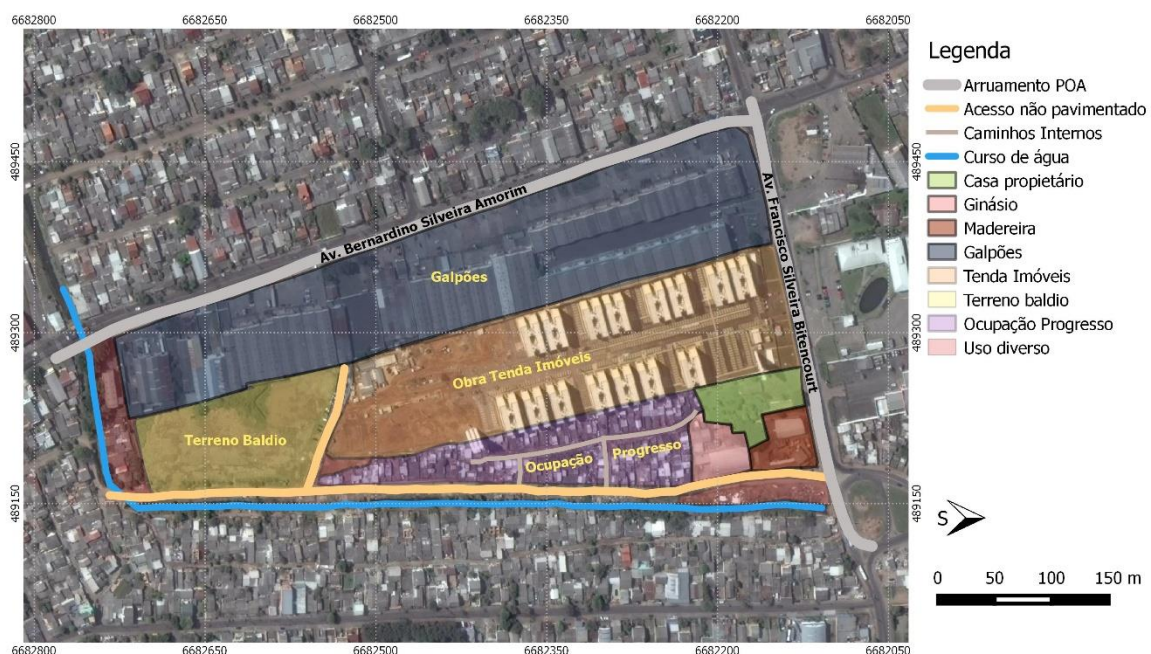 6682800 6682650 6682500 6682350 6682200 6682050
Legenda
Arruamento POA
Acesso não pavimentado
Caminhos Internos
Curso de água
Casa propietário
Ginásio
Madereira
Galpões
Tenda Imóveis
Terreno baldio
Ocupação Progresso
Uso diverso
489450 489450
Av. Bernardino Silveira Amorim
Av. Francisco Silveira Bitencourt
Galpões
489300 489300
Obra Tenda Imóveis
Terreno Baldio
Ocupação Progresso
489150 489150
S
0 50 100 150 m
6682800 6682650 6682500 6682350 6682200 6682050